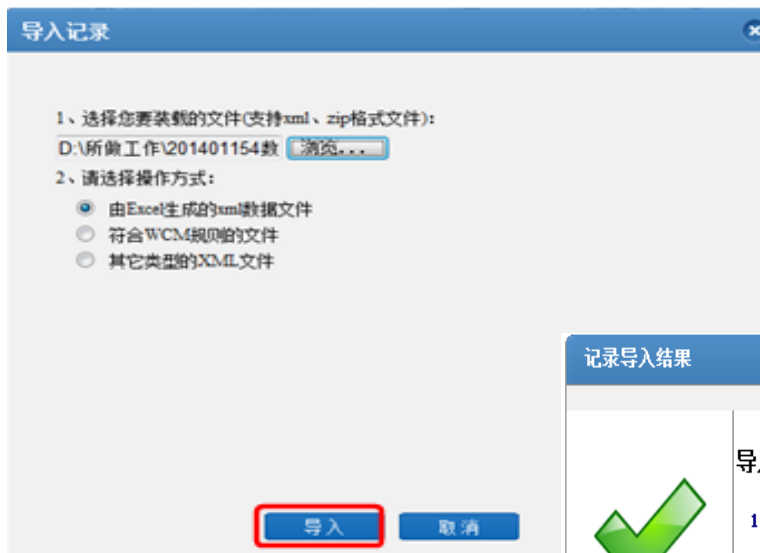 导入记录
1、选择您要装载的文件(支持xml、zip格式文件):
D:\所做工作\201401154数
浏览...
2、请选择操作方式:
由Excel生成的xml数据文件
符合WCM规则的文件
其它类型的XML文件
导入
取消
记录导入结果
导
1